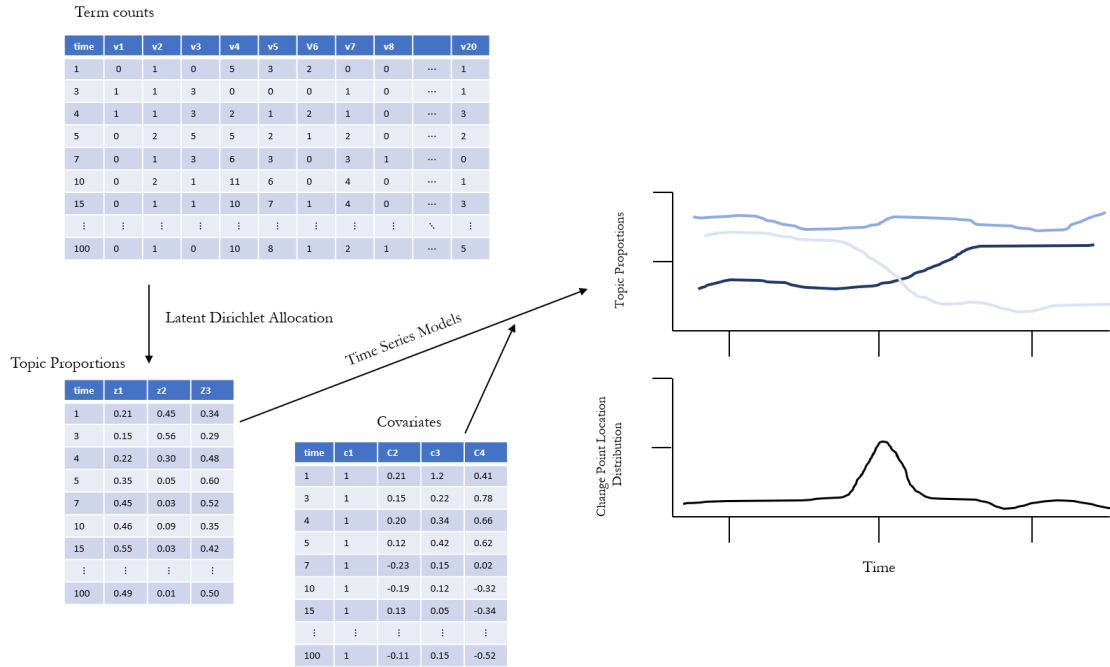 Term counts
time v1 v2 v3 v4 v5 V6 v7 v8 v20
1 0 1 0 5 3 2 0 0 ... 1
3 1 1 3 0 0 0 1 ... 1
4 1 1 3 2 1 2 1 0 ... 3
5 0 2 5 5 2 1 2 0 ... 2
7 0 1 3 6 3 0 3 1 ... 0
10 0 2 1 11 6 0 4 0 ... 1
15 0 1 1 10 7 1 4 0 ... 3
⋮ ⋮ ⋮ ⋮ ⋮ ⋮ ⋮ ⋮ ⋮ ⋱ ⋮
100 0 1 0 10 8 1 2 1 ... 5
Latent Dirichlet Allocation
Topic Proportions
time z1 z2 Z3
1 0.21 0.45 0.34
3 0.15 0.56 0.29
4 0.22 0.30 0.48
5 0.35 0.05 0.60
7 0.45 0.03 0.52
10 0.46 0.09 0.35
15 0.55 0.03 0.42
⋮ ⋮ ⋮ ⋮
100 0.49 0.01 0.50
Time Series Models
Covariates
time c1 C2 c3 C4
1 1 0.21 1.2 0.41
3 1 0.15 0.22 0.78
4 1 0.20 0.34 0.66
5 1 0.12 0.42 0.62
7 1 -0.23 0.15 0.02
10 1 -0.19 0.12 -0.32
15 1 0.13 0.05 -0.34
⋮ ⋮ ⋮ ⋮ ⋮
100 1 -0.11 0.15 -0.52
Topic Proportions
Change Point Location
Distribution
Time